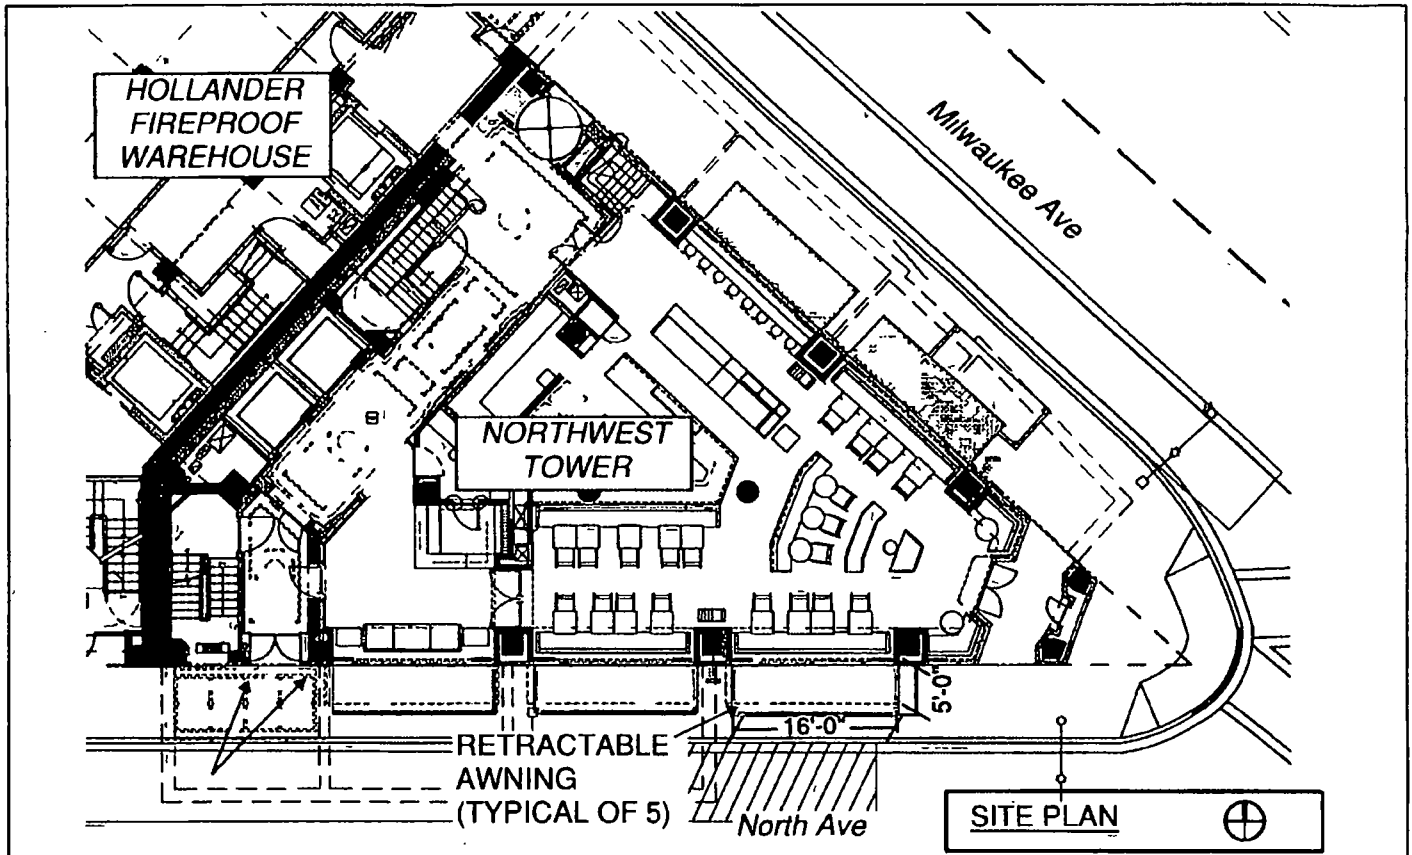 HOLLANDER
FIREPROOF
WAREHOUSE
Milwaukee Ave
NORTHWEST
TOWER
5'-0"
16'-0"
RETRACTABLE
AWNING
(TYPICAL OF 5)
North Ave
SITE PLAN